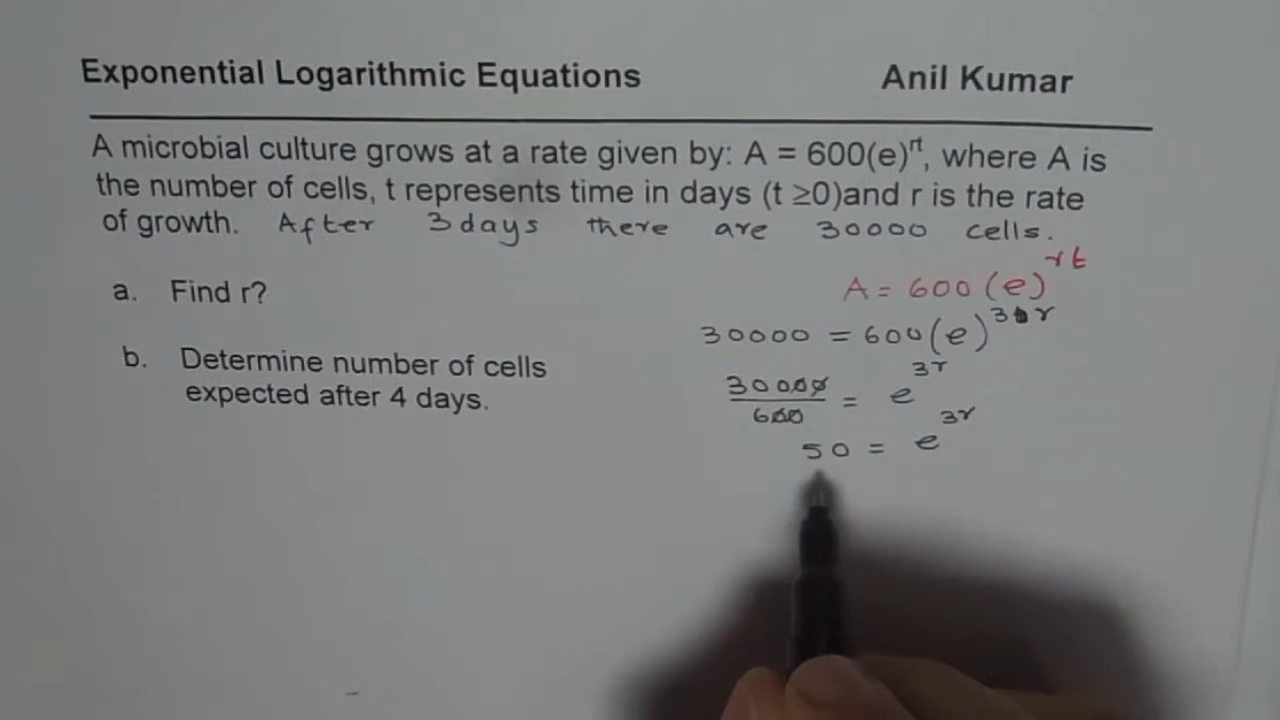 Exponential Logarithmic Equations Anil Kumar
A microbial culture grows at a rate given by: A = 600(e)^rt, where A is
the number of cells, t represents time in days (t ≥0)and r is the rate
of growth. After 3 days there are 30000 cells.
a. Find r?
b. Determine number of cells
expected after 4 days.
A = 600 (e)^rt
30000 = 600 (e)^3r
30000/600 = e^3r
50 = e^3r